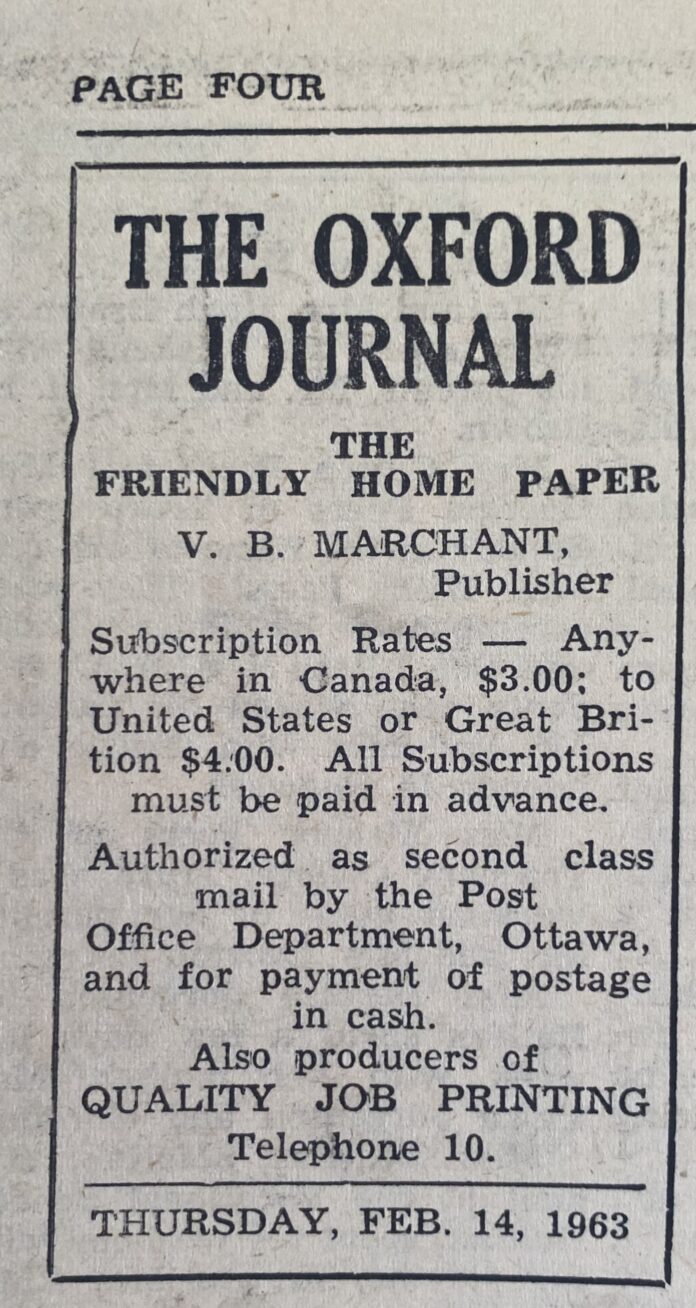 PAGE FOUR
THE OXFORD
JOURNAL
THE
FRIENDLY HOME PAPER
V. B. MARCHANT,
Publisher
Subscription Rates — Any-
where in Canada, $3.00; to
United States or Great Bri-
tion $4.00. All Subscriptions
must be paid in advance.
Authorized as second class
mail by the Post
Office Department, Ottawa,
and for payment of postage
in cash.
Also producers of
QUALITY JOB PRINTING
Telephone 10.
THURSDAY, FEB. 14, 1963